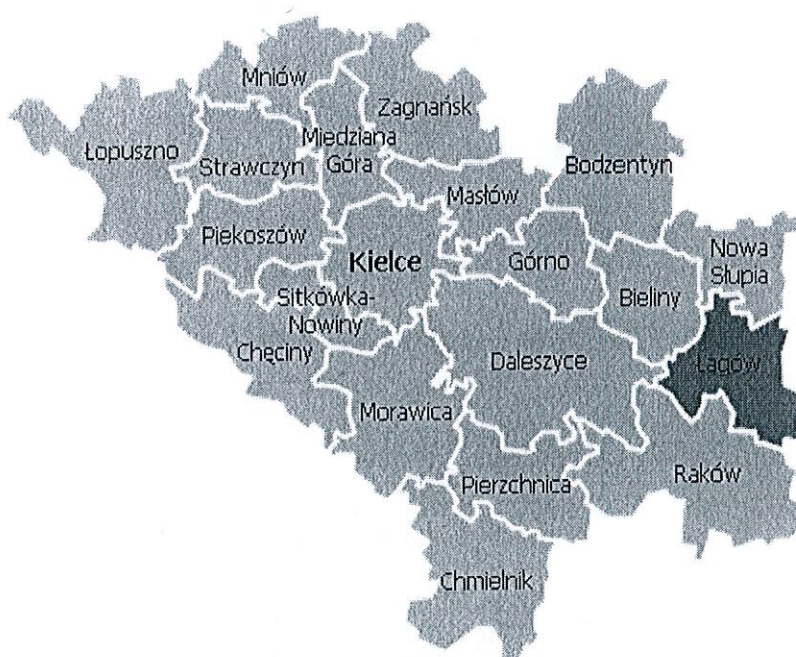 Mniów
Zagnańsk
Łopuszno
Strawczyn
Miedziana
Góra
Bodzentyn
Masłów
Piekoszów
Kielce
Górno
Nowa
Słupia
Bieliny
Sitkówka-
Nowiny
Chęciny
Daleszyce
Łagów
Morawica
Pierzchnica
Raków
Chmielnik